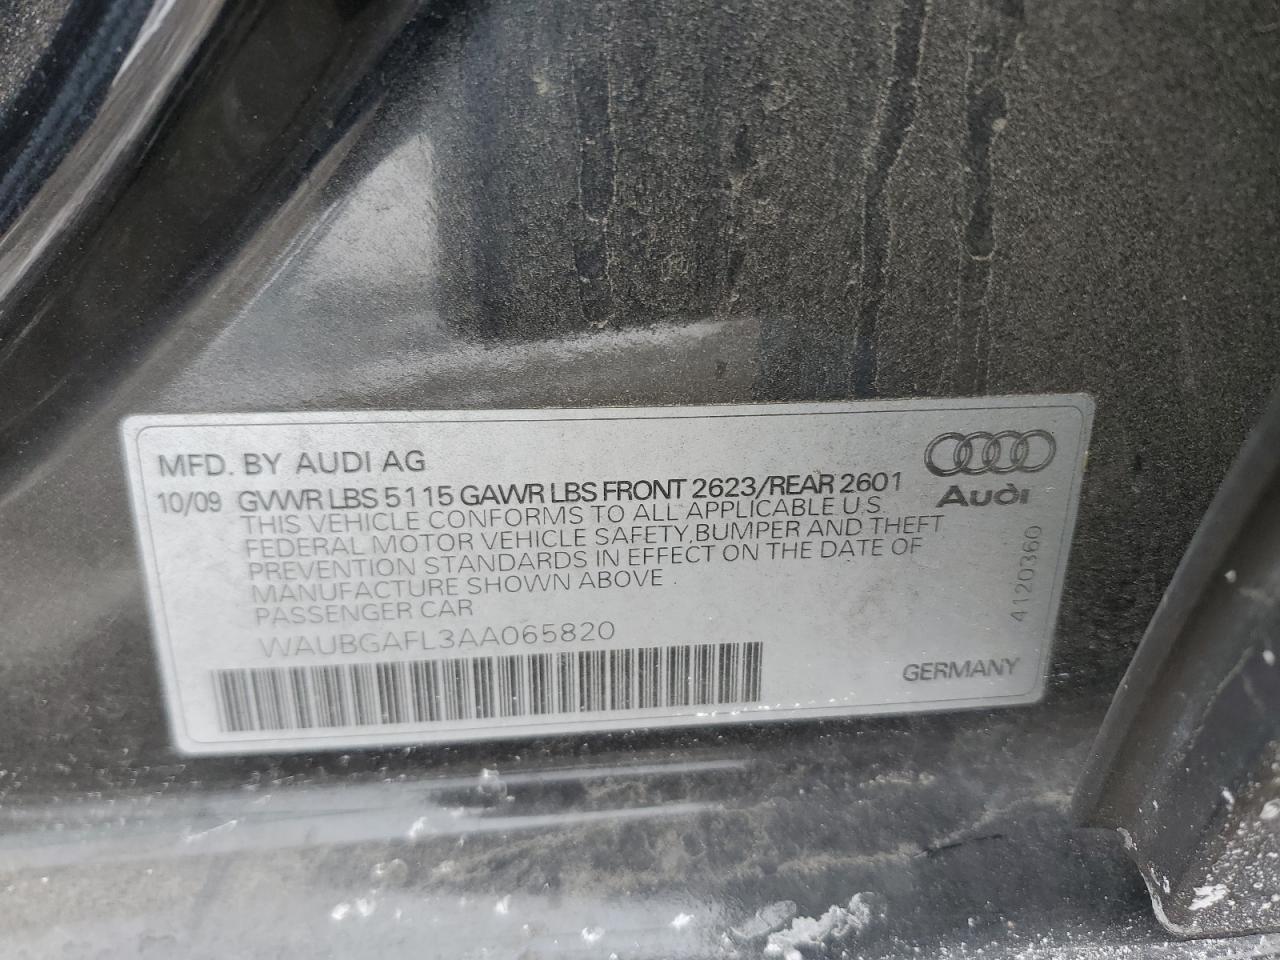 MFD. BY AUDI AG
10/09 GVWR LBS 5115 GAWR LBS FRONT 2623/REAR 2601
THIS VEHICLE CONFORMS TO ALL APPLICABLE U.S.
FEDERAL MOTOR VEHICLE SAFETY, BUMPER AND THEFT
PREVENTION STANDARDS IN EFFECT ON THE DATE OF
MANUFACTURE SHOWN ABOVE
PASSENGER CAR
WAUBGAFL3AA065820
Audi
4120360
GERMANY